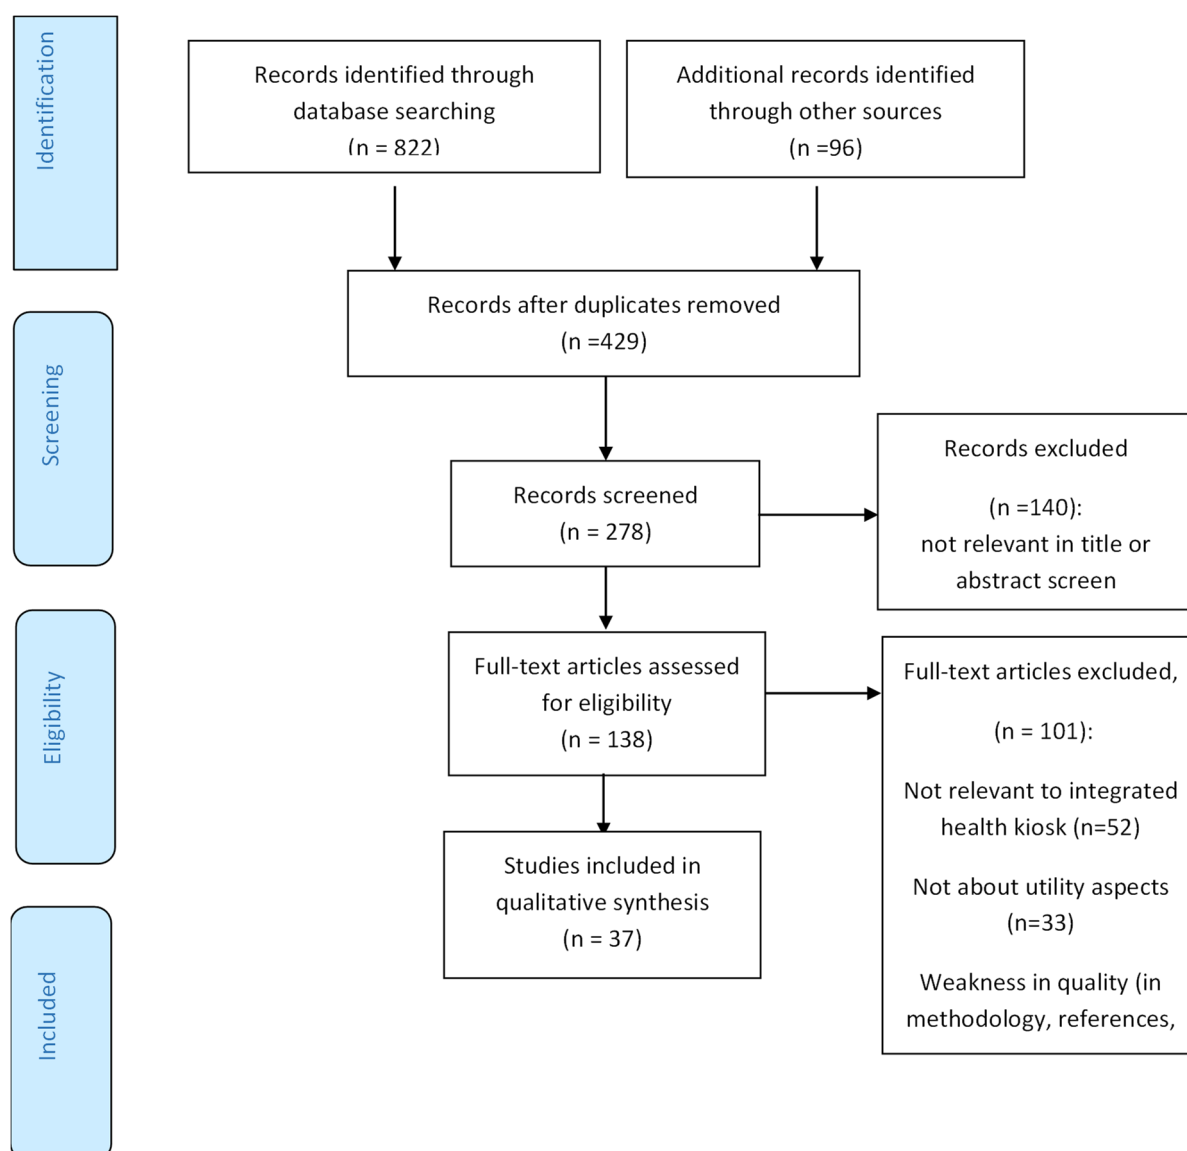 Identification
Records identified through
database searching
(n = 822)
Additional records identified
through other sources
(n =96)
Screening
Records after duplicates removed
(n =429)
Records screened
(n = 278)
Records excluded
(n =140):
not relevant in title or
abstract screen
Eligibility
Full-text articles assessed
for eligibility
(n = 138)
Full-text articles excluded,
(n = 101):
Not relevant to integrated
health kiosk (n=52)
Not about utility aspects
(n=33)
Weakness in quality (in
methodology, references,
Included
Studies included in
qualitative synthesis
(n = 37)